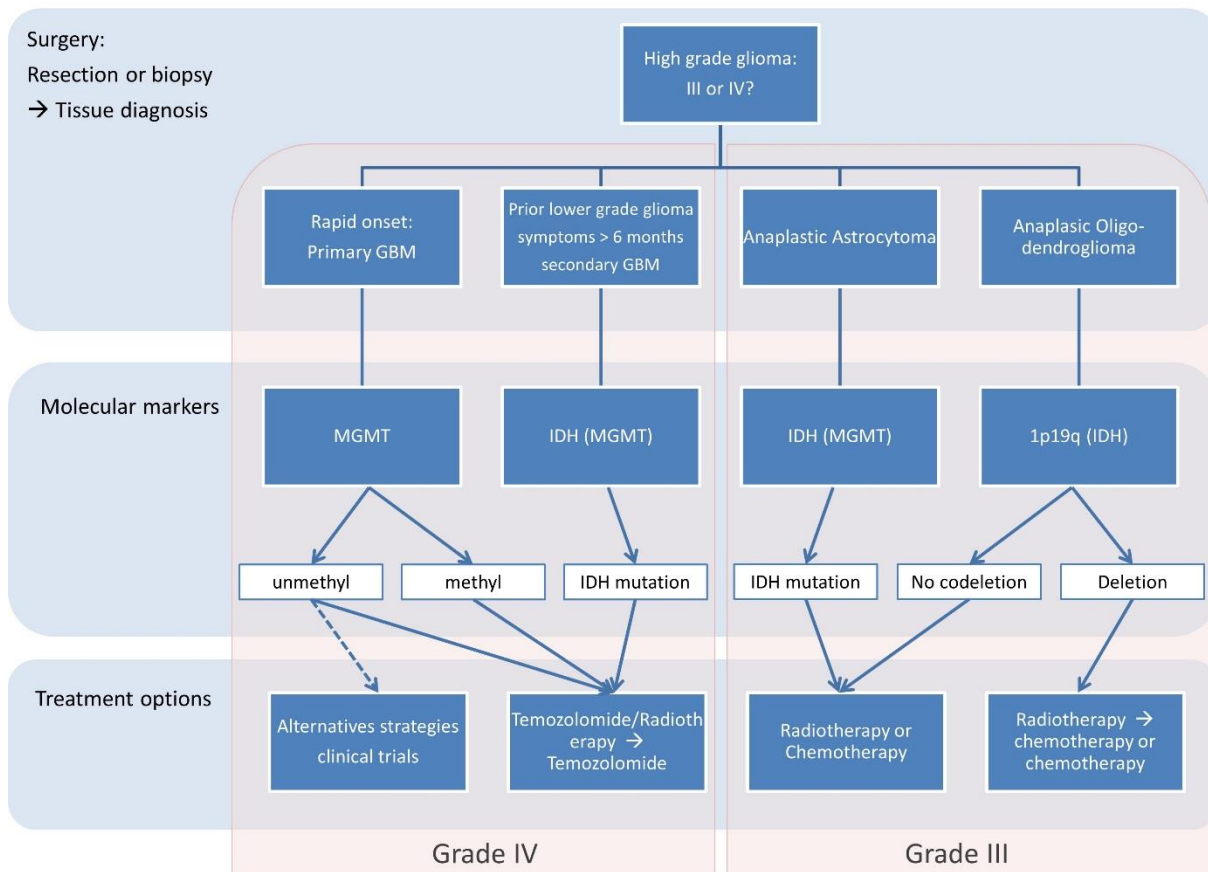 Surgery:
Resection or biopsy
→ Tissue diagnosis
High grade glioma:
III or IV?
Rapid onset:
Primary GBM
Prior lower grade glioma
symptoms > 6 months
secondary GBM
Anaplastic Astrocytoma
Anaplasic Oligo-
dendroglioma
Molecular markers
MGMT
IDH (MGMT)
IDH (MGMT)
1p19q (IDH)
unmethyl
methyl
IDH mutation
IDH mutation
No codeletion
Deletion
Treatment options
Alternatives strategies
clinical trials
Temozolomide/Radioth
erapy →
Temozolomide
Radiotherapy or
Chemotherapy
Radiotherapy →
chemotherapy or
chemotherapy
Grade IV
Grade III